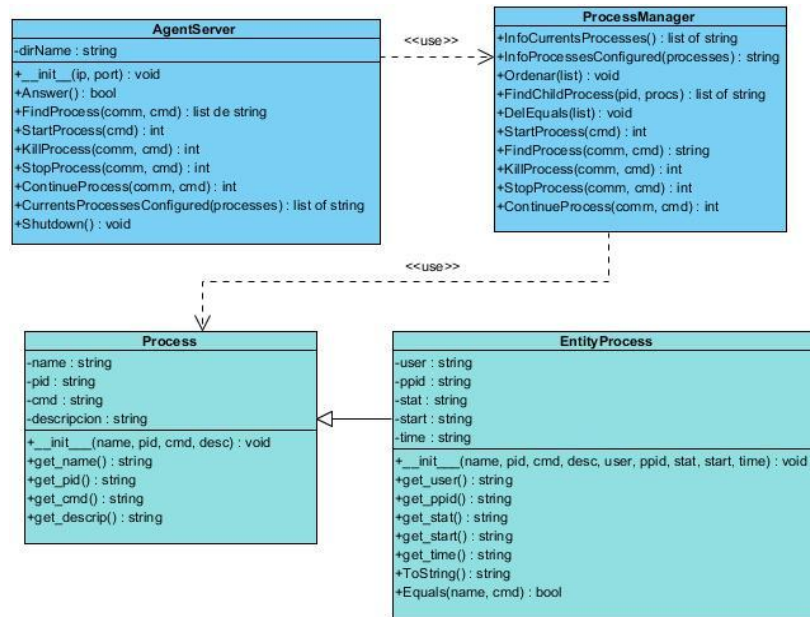 AgentServer
-dirName : string
+__init__(ip, port) : void
+Answer() : bool
+FindProcess(comm, cmd) : list de string
+StartProcess(cmd) : int
+KillProcess(comm, cmd) : int
+StopProcess(comm, cmd) : int
+ContinueProcess(comm, cmd) : int
+CurrentsProcessesConfigured(processes) : list of string
+Shutdown() : void
<<use>>
ProcessManager
+InfoCurrentsProcesses() : list of string
+InfoProcessesConfigured(processes) : string
+Ordenar(list) : void
+FindChildProcess(pid, procs) : list of string
+DelEquals(list) : void
+StartProcess(cmd) : int
+FindProcess(comm, cmd) : string
+KillProcess(comm, cmd) : int
+StopProcess(comm, cmd) : int
+ContinueProcess(comm, cmd) : int
<<use>>
Process
-name : string
-pid : string
-cmd : string
-descripcion : string
+__init___(name, pid, cmd, desc) : void
+get_name() : string
+get_pid() : string
+get_cmd() : string
+get_descrip() : string
EntityProcess
-user : string
-ppid : string
-stat : string
-start : string
-time : string
+__init___(name, pid, cmd, desc, user, ppid, stat, start, time) : void
+get_user() : string
+get_ppid() : string
+get_stat() : string
+get_start() : string
+get_time() : string
+ToString() : string
+Equals(name, cmd) : bool